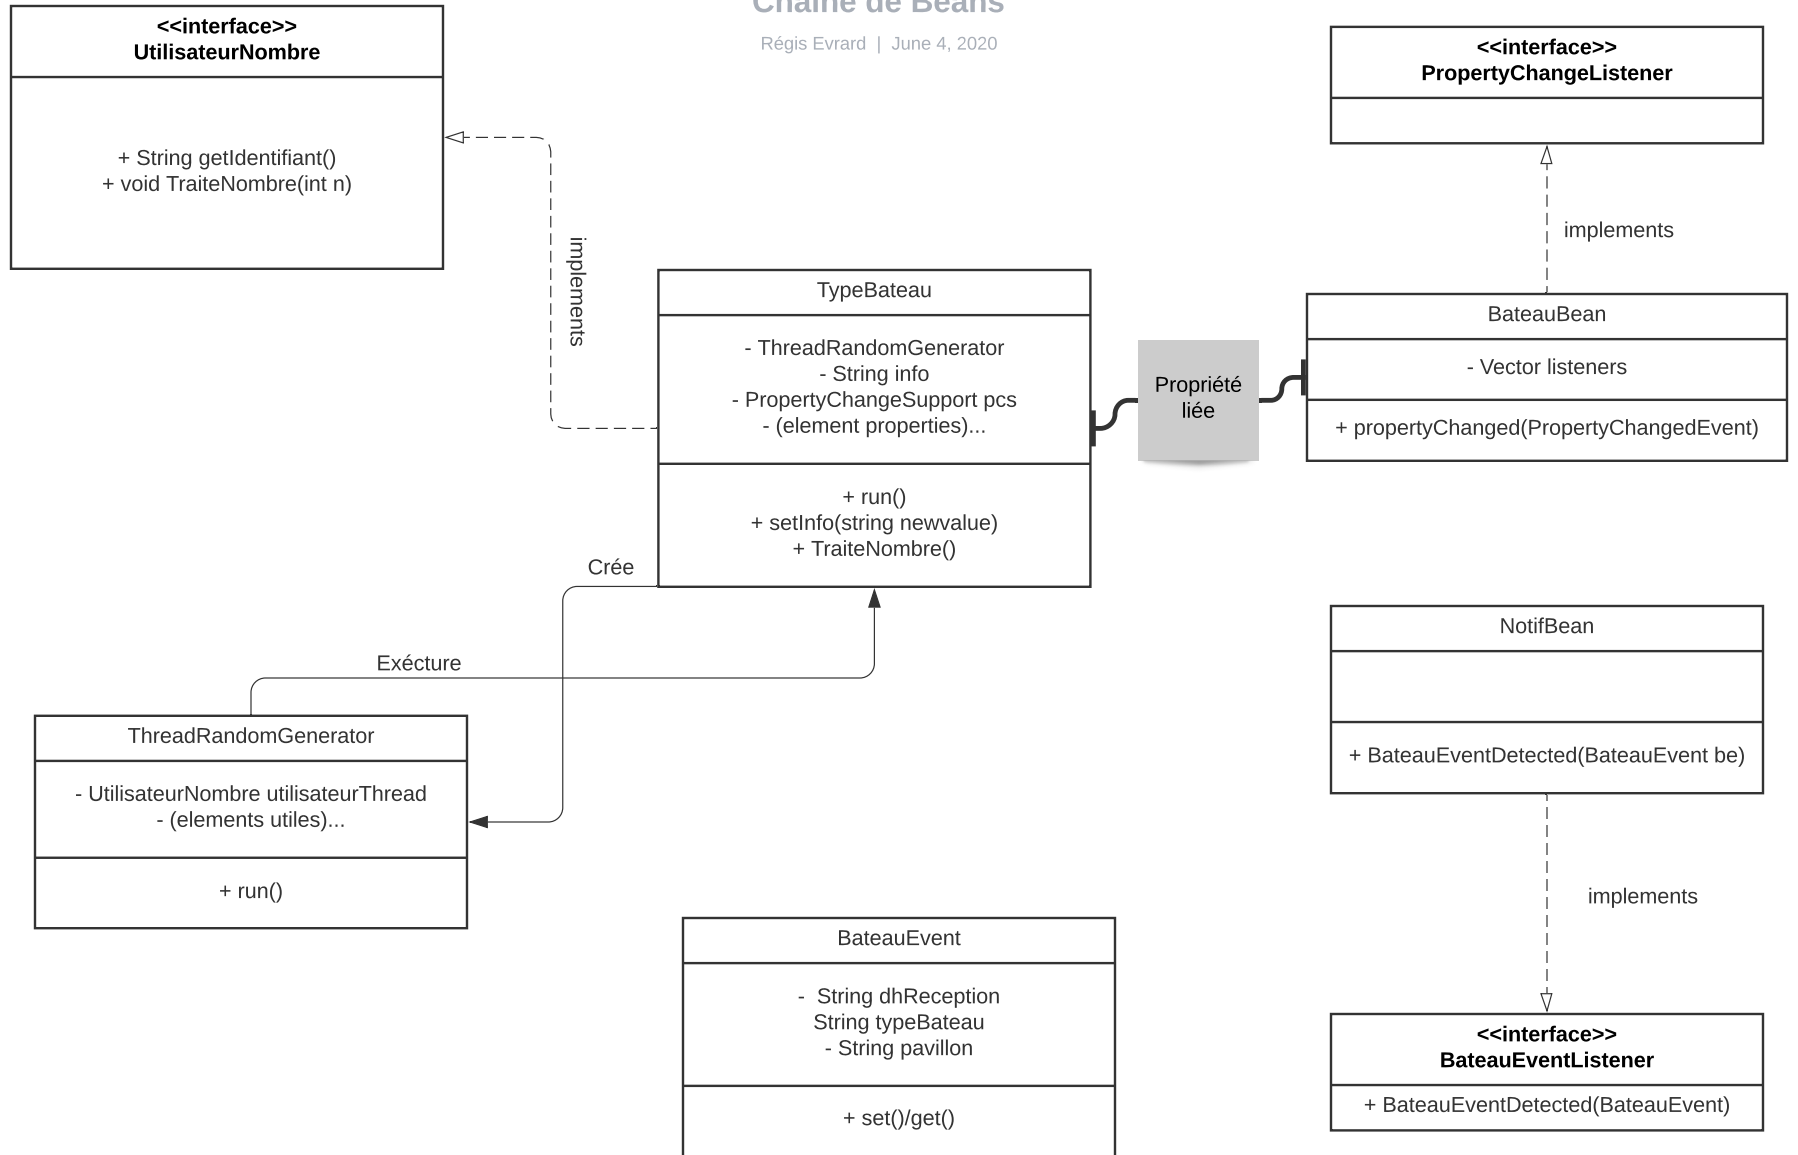 Chaîne de Beans
Régis Evrard | June 4, 2020
<<interface>>
UtilisateurNombre
+ String getIdentifiant()
+ void TraiteNombre(int n)
<<interface>>
PropertyChangeListener
implements
implements
TypeBateau
- ThreadRandomGenerator
- String info
- PropertyChangeSupport pcs
- (element properties)...
+ run()
+ setInfo(string newvalue)
+ TraiteNombre()
Propriété
liée
BateauBean
- Vector listeners
+ propertyChanged(PropertyChangedEvent)
Crée
Exécture
ThreadRandomGenerator
- UtilisateurNombre utilisateurThread
- (elements utiles)...
+ run()
NotifBean
+ BateauEventDetected(BateauEvent be)
implements
BateauEvent
- String dhReception
String typeBateau
- String pavillon
+ set()/get()
<<interface>>
BateauEventListener
+ BateauEventDetected(BateauEvent)